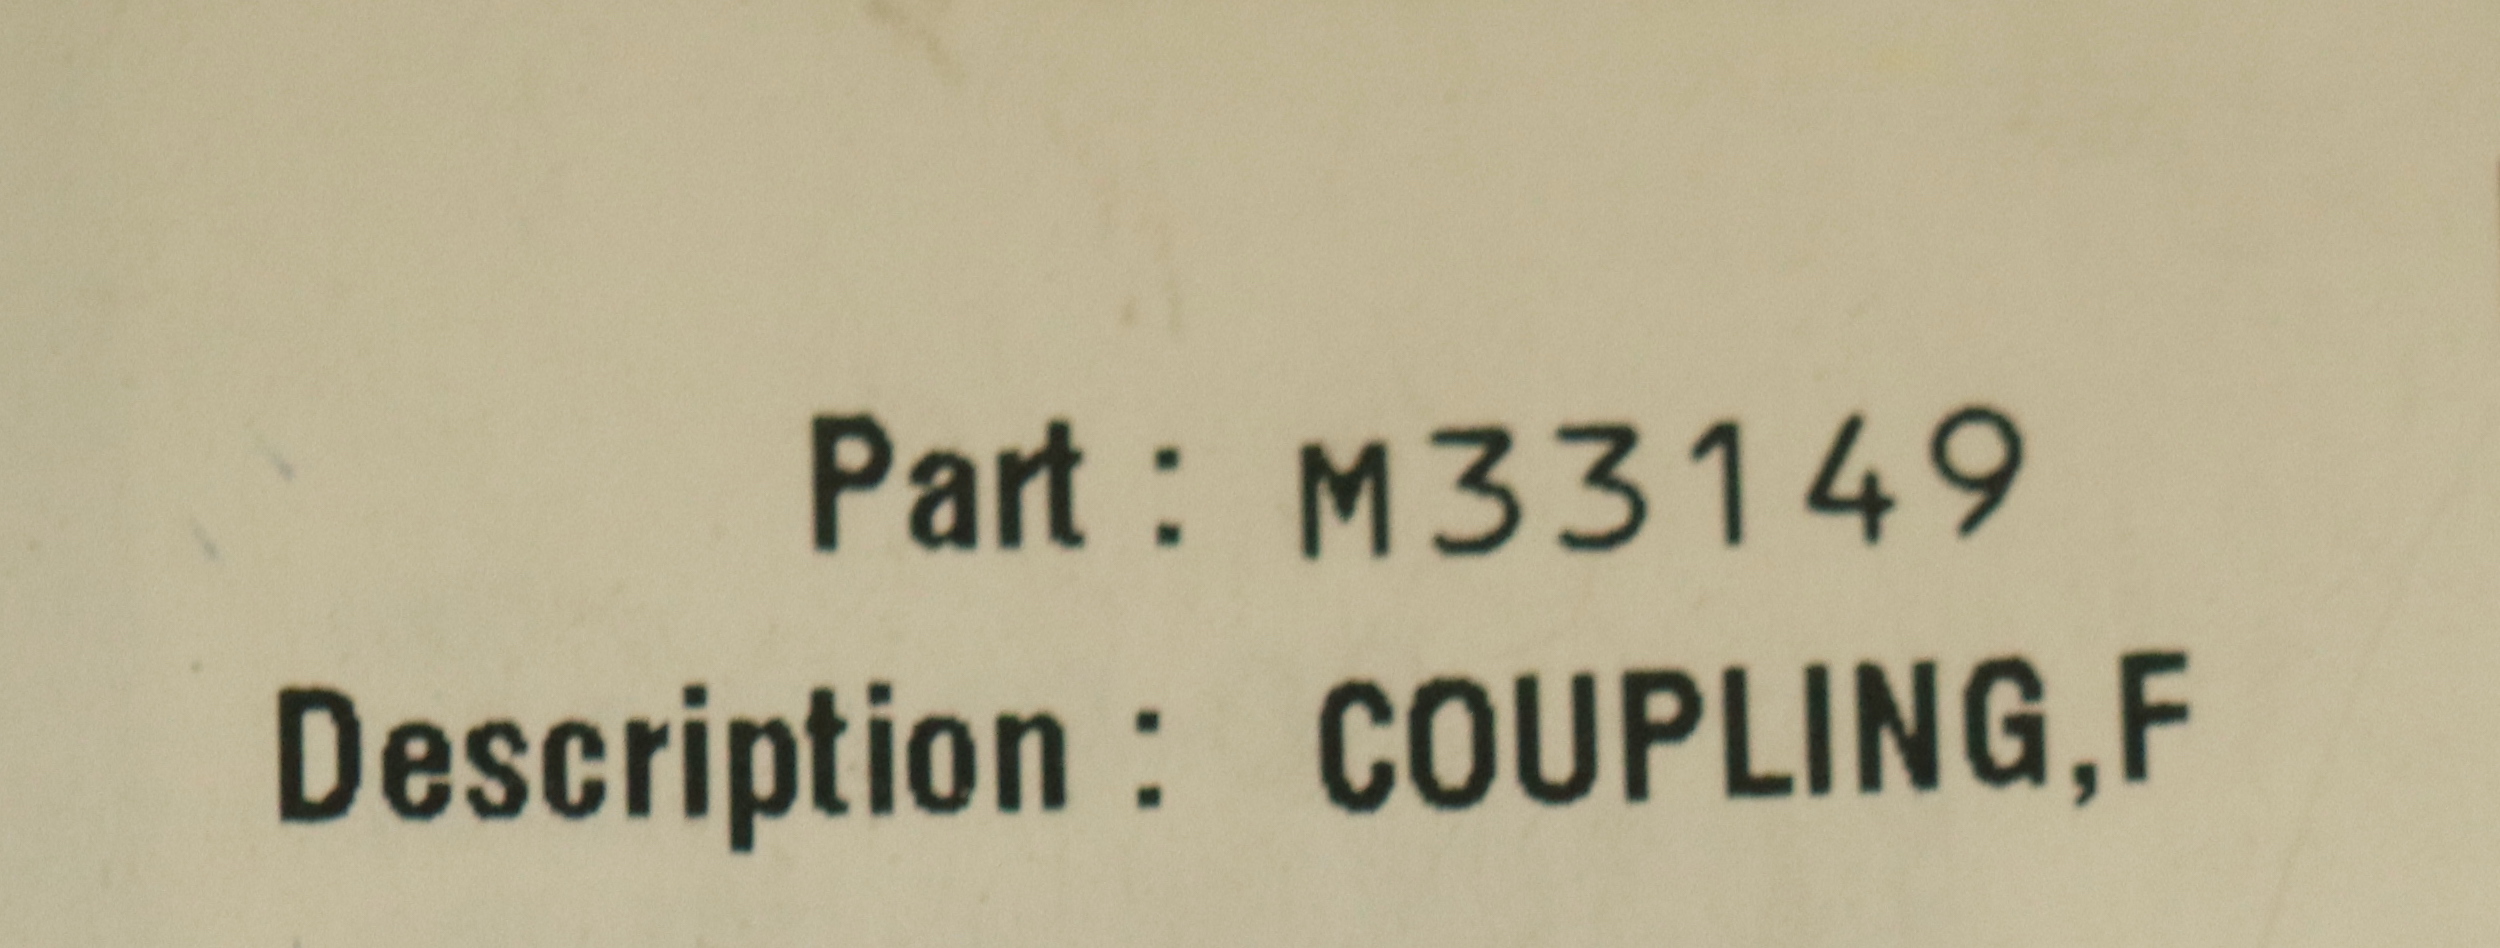 Part : M33149
Description : COUPLING,F